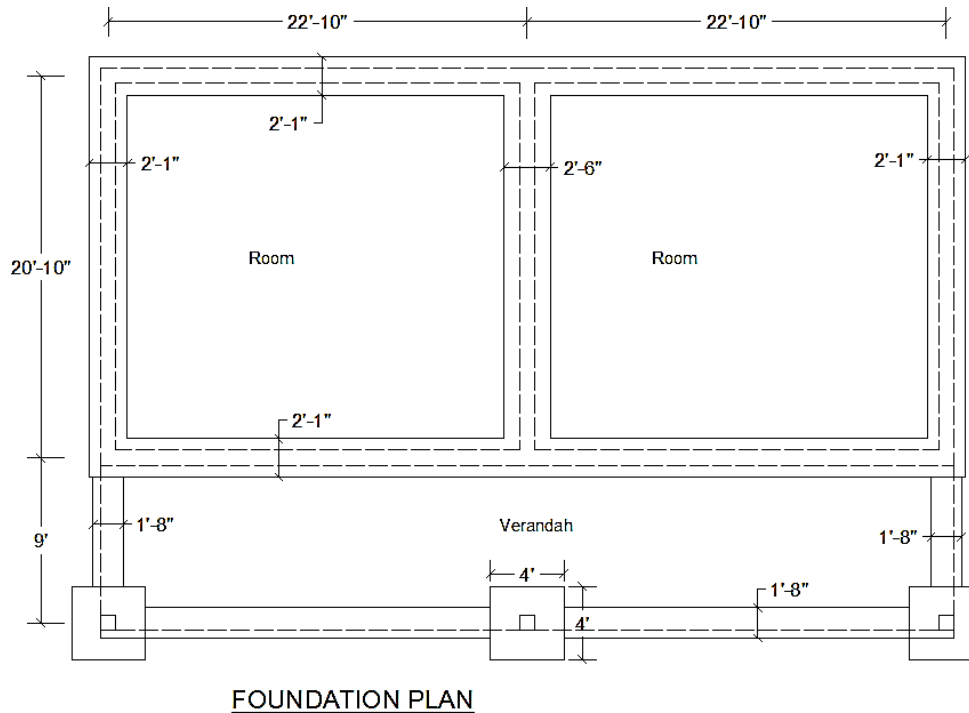 22'-10" 22'-10"
2'-1"
2'-1" 2'-6" 2'-1"
20'-10" Room Room
2'-1"
9' 1'-8" Verandah 1'-8"
4' 1'-8"
4'
FOUNDATION PLAN